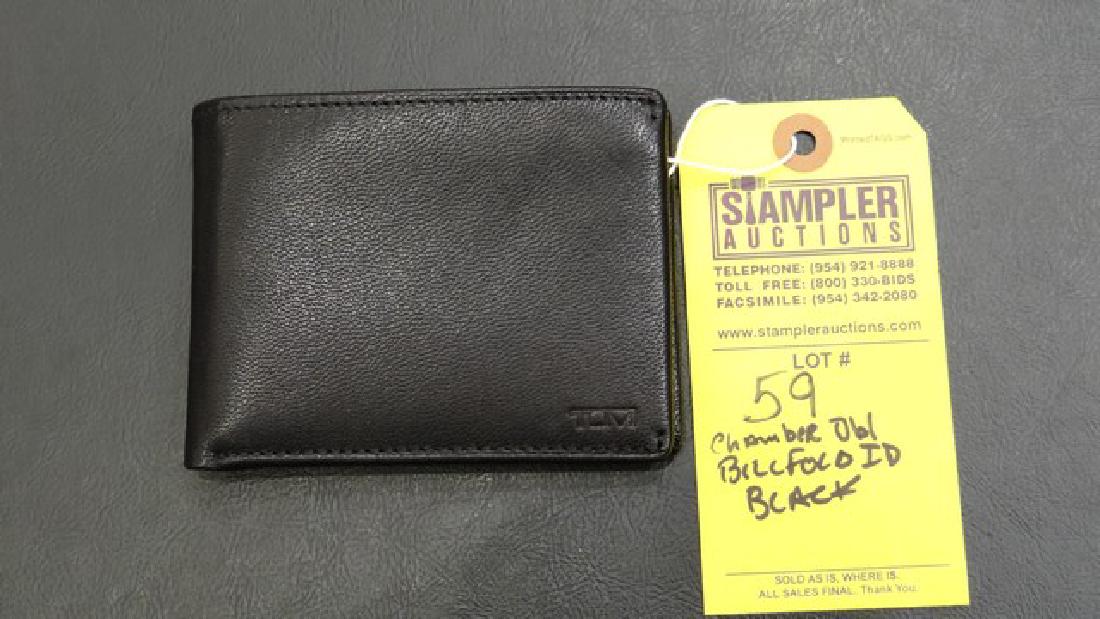 TUMI
PrintedTAGS.com
STAMPLER
AUCTIONS
TELEPHONE: (954) 921-8888
TOLL FREE: (800) 330-BIDS
FACSIMILE: (954) 342-2080
www.stamplerauctions.com
LOT #
59
Chamber Dbl
BILLFOLD ID
BLACK
SOLD AS IS, WHERE IS.
ALL SALES FINAL. Thank You.